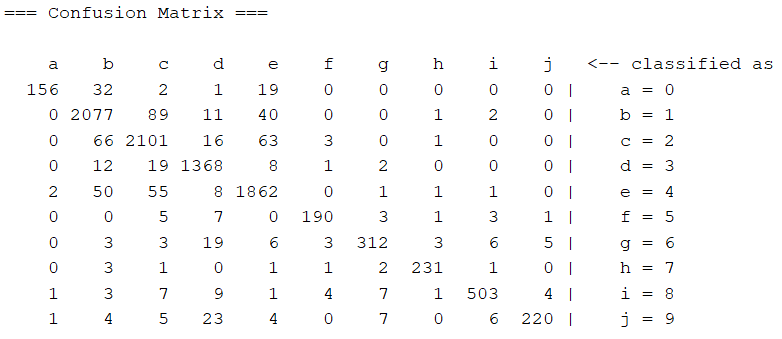 === Confusion Matrix ===
a b c d e f g h i j <-- classified as
156 32 2 1 19 0 0 0 0 0 | a = 0
0 2077 89 11 40 0 0 1 2 0 | b = 1
0 66 2101 16 63 3 0 1 0 0 | c = 2
0 12 19 1368 8 1 2 0 0 0 | d = 3
2 50 55 8 1862 0 1 1 1 0 | e = 4
0 0 5 7 0 190 3 1 3 1 | f = 5
0 3 3 19 6 3 312 3 6 5 | g = 6
0 3 1 0 1 1 2 231 1 0 | h = 7
1 3 7 9 1 4 7 1 503 4 | i = 8
1 4 5 23 4 0 7 0 6 220 | j = 9